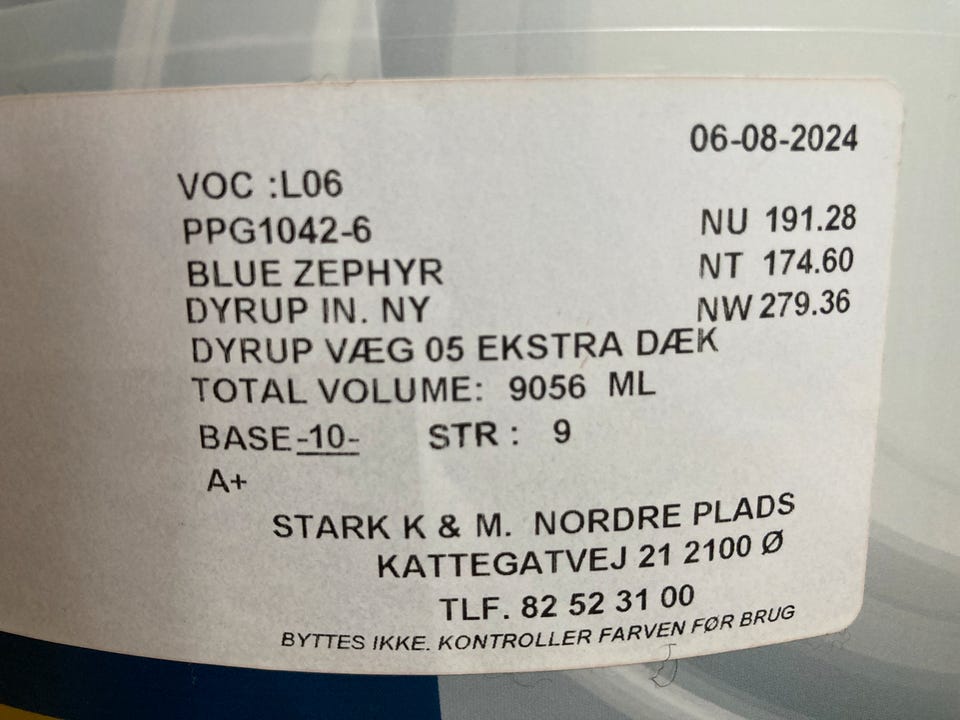 06-08-2024
VOC :L06
PPG1042-6 NU 191.28
BLUE ZEPHYR NT 174.60
DYRUP IN. NY NW 279.36
DYRUP VÆG 05 EKSTRA DÆK
TOTAL VOLUME: 9056 ML
BASE-10- STR : 9
A+
STARK K & M. NORDRE PLADS
KATTEGATVEJ 21 2100 Ø
TLF. 82 52 31 00
BYTTES IKKE. KONTROLLER FARVEN FØR BRUG